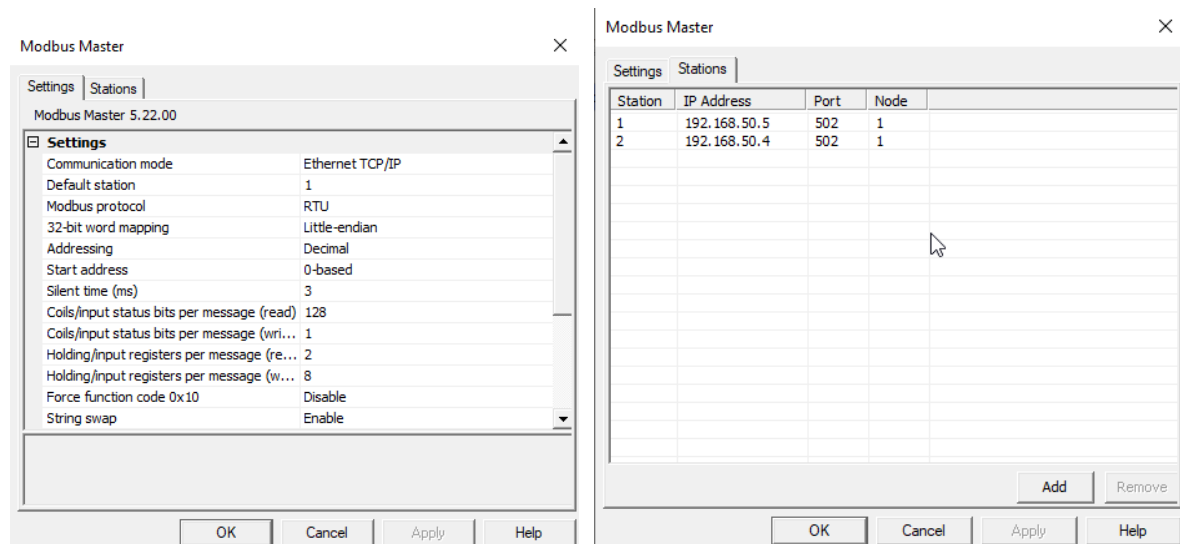 Modbus Master
Settings Stations
Modbus Master 5.22.00
Settings
Communication mode Ethernet TCP/IP
Default station 1
Modbus protocol RTU
32-bit word mapping Little-endian
Addressing Decimal
Start address 0-based
Silent time (ms) 3
Coils/input status bits per message (read) 128
Coils/input status bits per message (wri... 1
Holding/input registers per message (re... 2
Holding/input registers per message (w... 8
Force function code 0x10 Disable
String swap Enable
OK Cancel Apply Help
Modbus Master
Settings Stations
Station IP Address Port Node
1 192.168.50.5 502 1
2 192.168.50.4 502 1
Add Remove
OK Cancel Apply Help